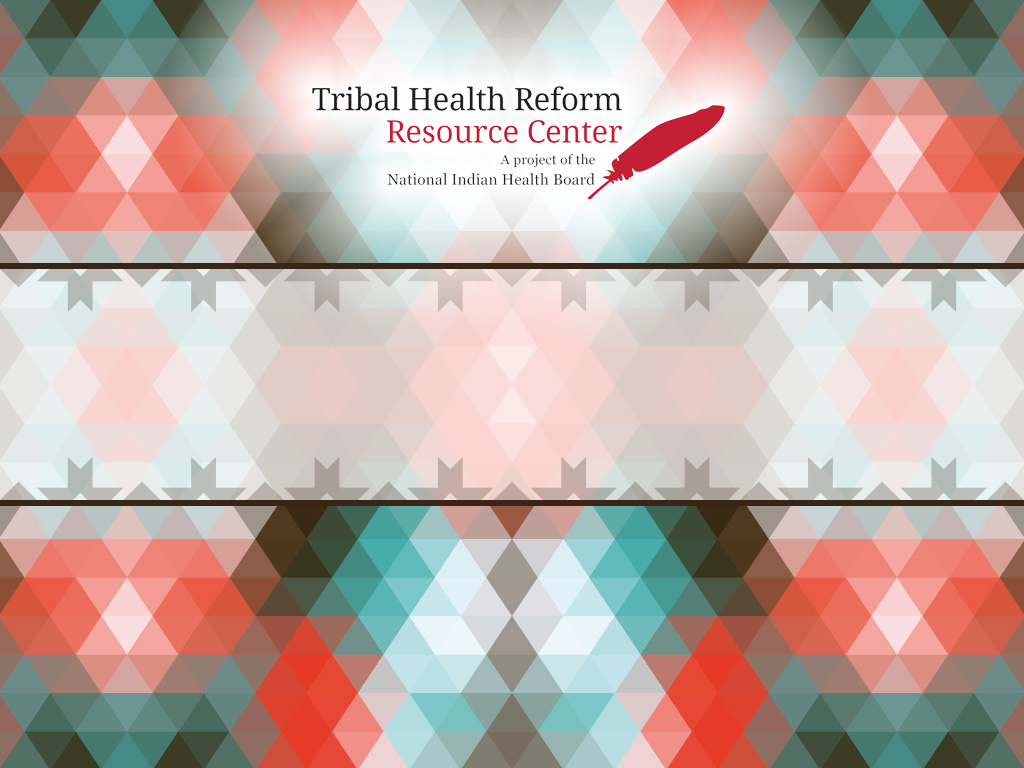 Tribal Health Reform
Resource Center
A project of the
National Indian Health Board